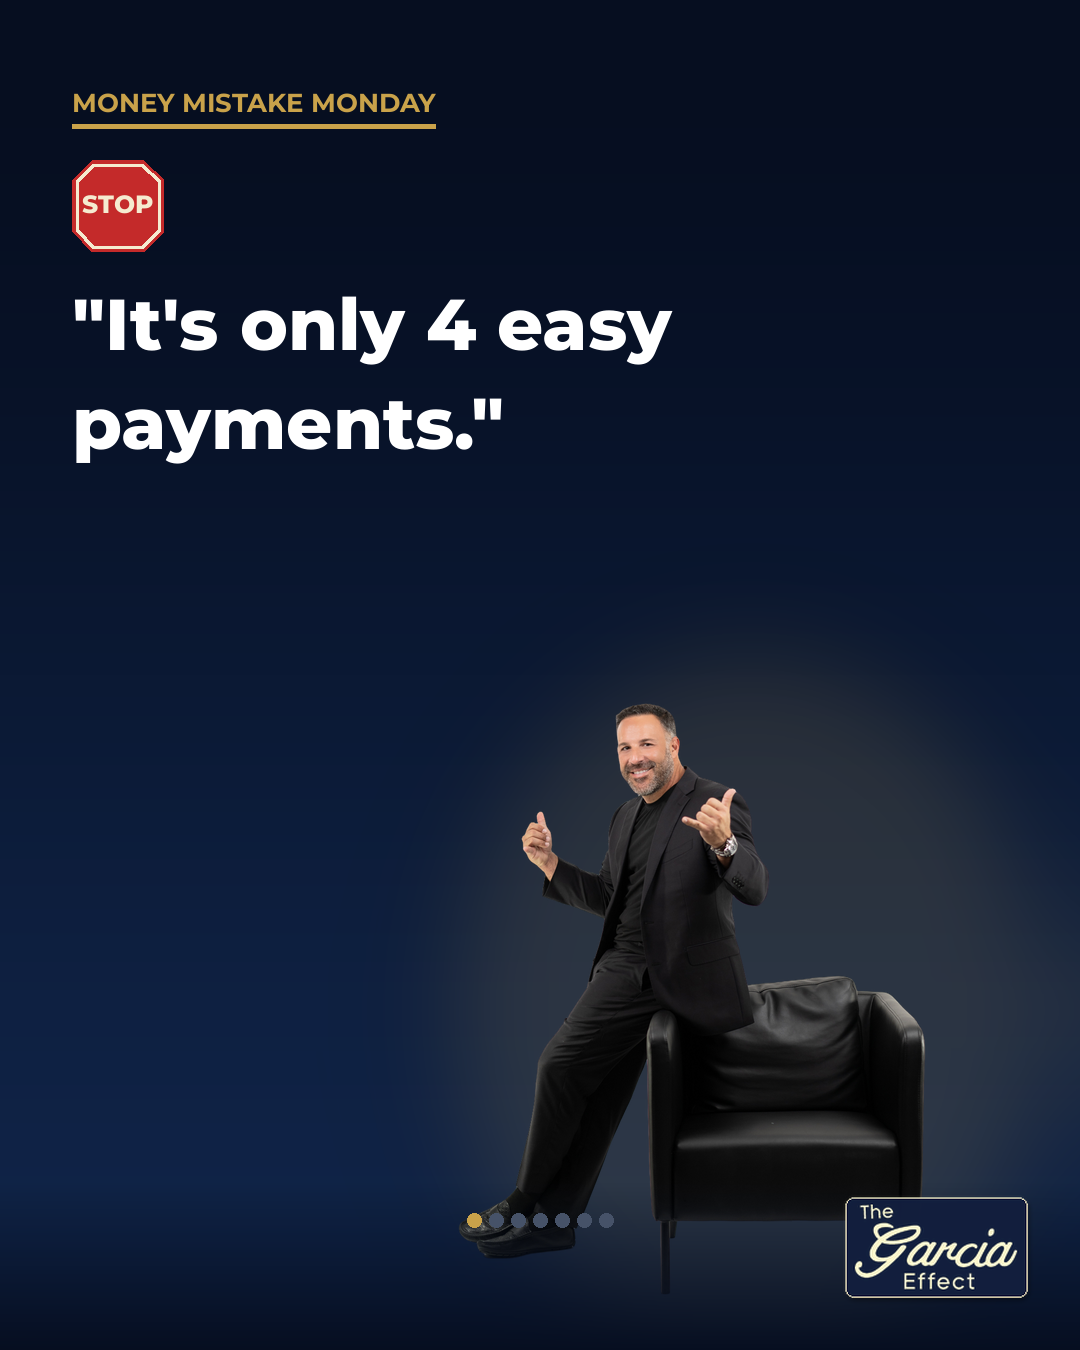 MONEY MISTAKE MONDAY
STOP
"It's only 4 easy
payments."
The
Garcia
Effect